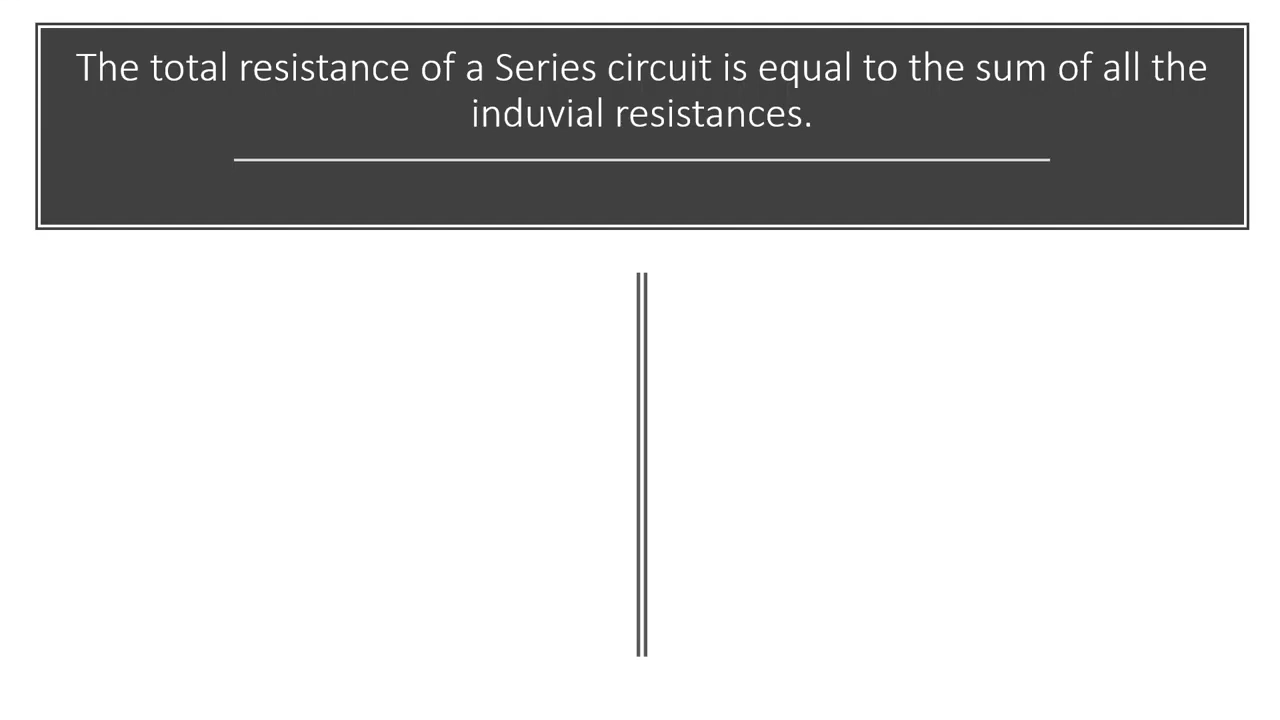 The total resistance of a Series circuit is equal to the sum of all the
induvial resistances.